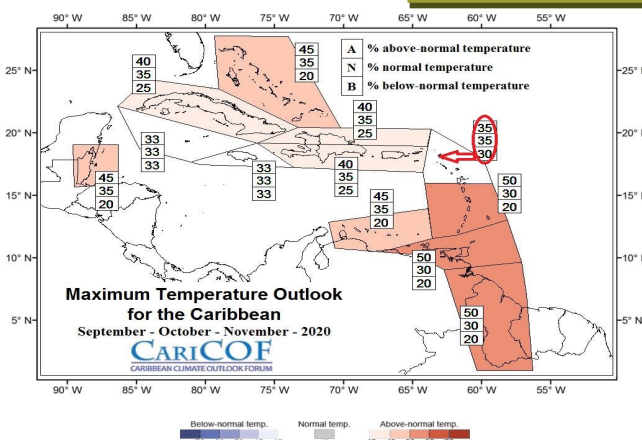 25°N
20°N
15°N
10°N
5°N
25°N
20°N
15°N
10°N
5°N
A % above-normal temperature
N % normal temperature
B % below-normal temperature
45
35
20
40
35
25
40
35
25
35
35
30
33
33
33
33
33
33
40
35
25
45
35
20
45
35
20
50
30
20
50
30
20
50
30
20
Maximum Temperature Outlook
for the Caribbean
September - October - November - 2020
CARICOF
CARIBBEAN CLIMATE OUTLOOK FORUM
90°W 85°W 80°W 75°W 70°W 65°W 60°W 55°W
Below-normal temp. Normal temp. Above-normal temp.